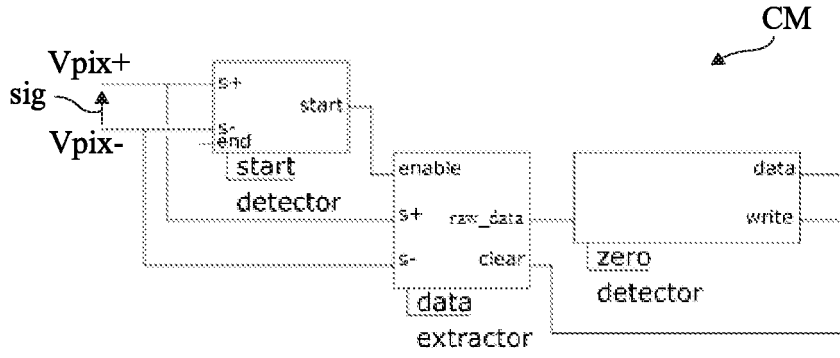 CM
Vpix+
sig
Vpix-
s+
start
s-
end
start
detector
enable
s+
raw_data
s-
clear
data
extractor
data
write
zero
detector